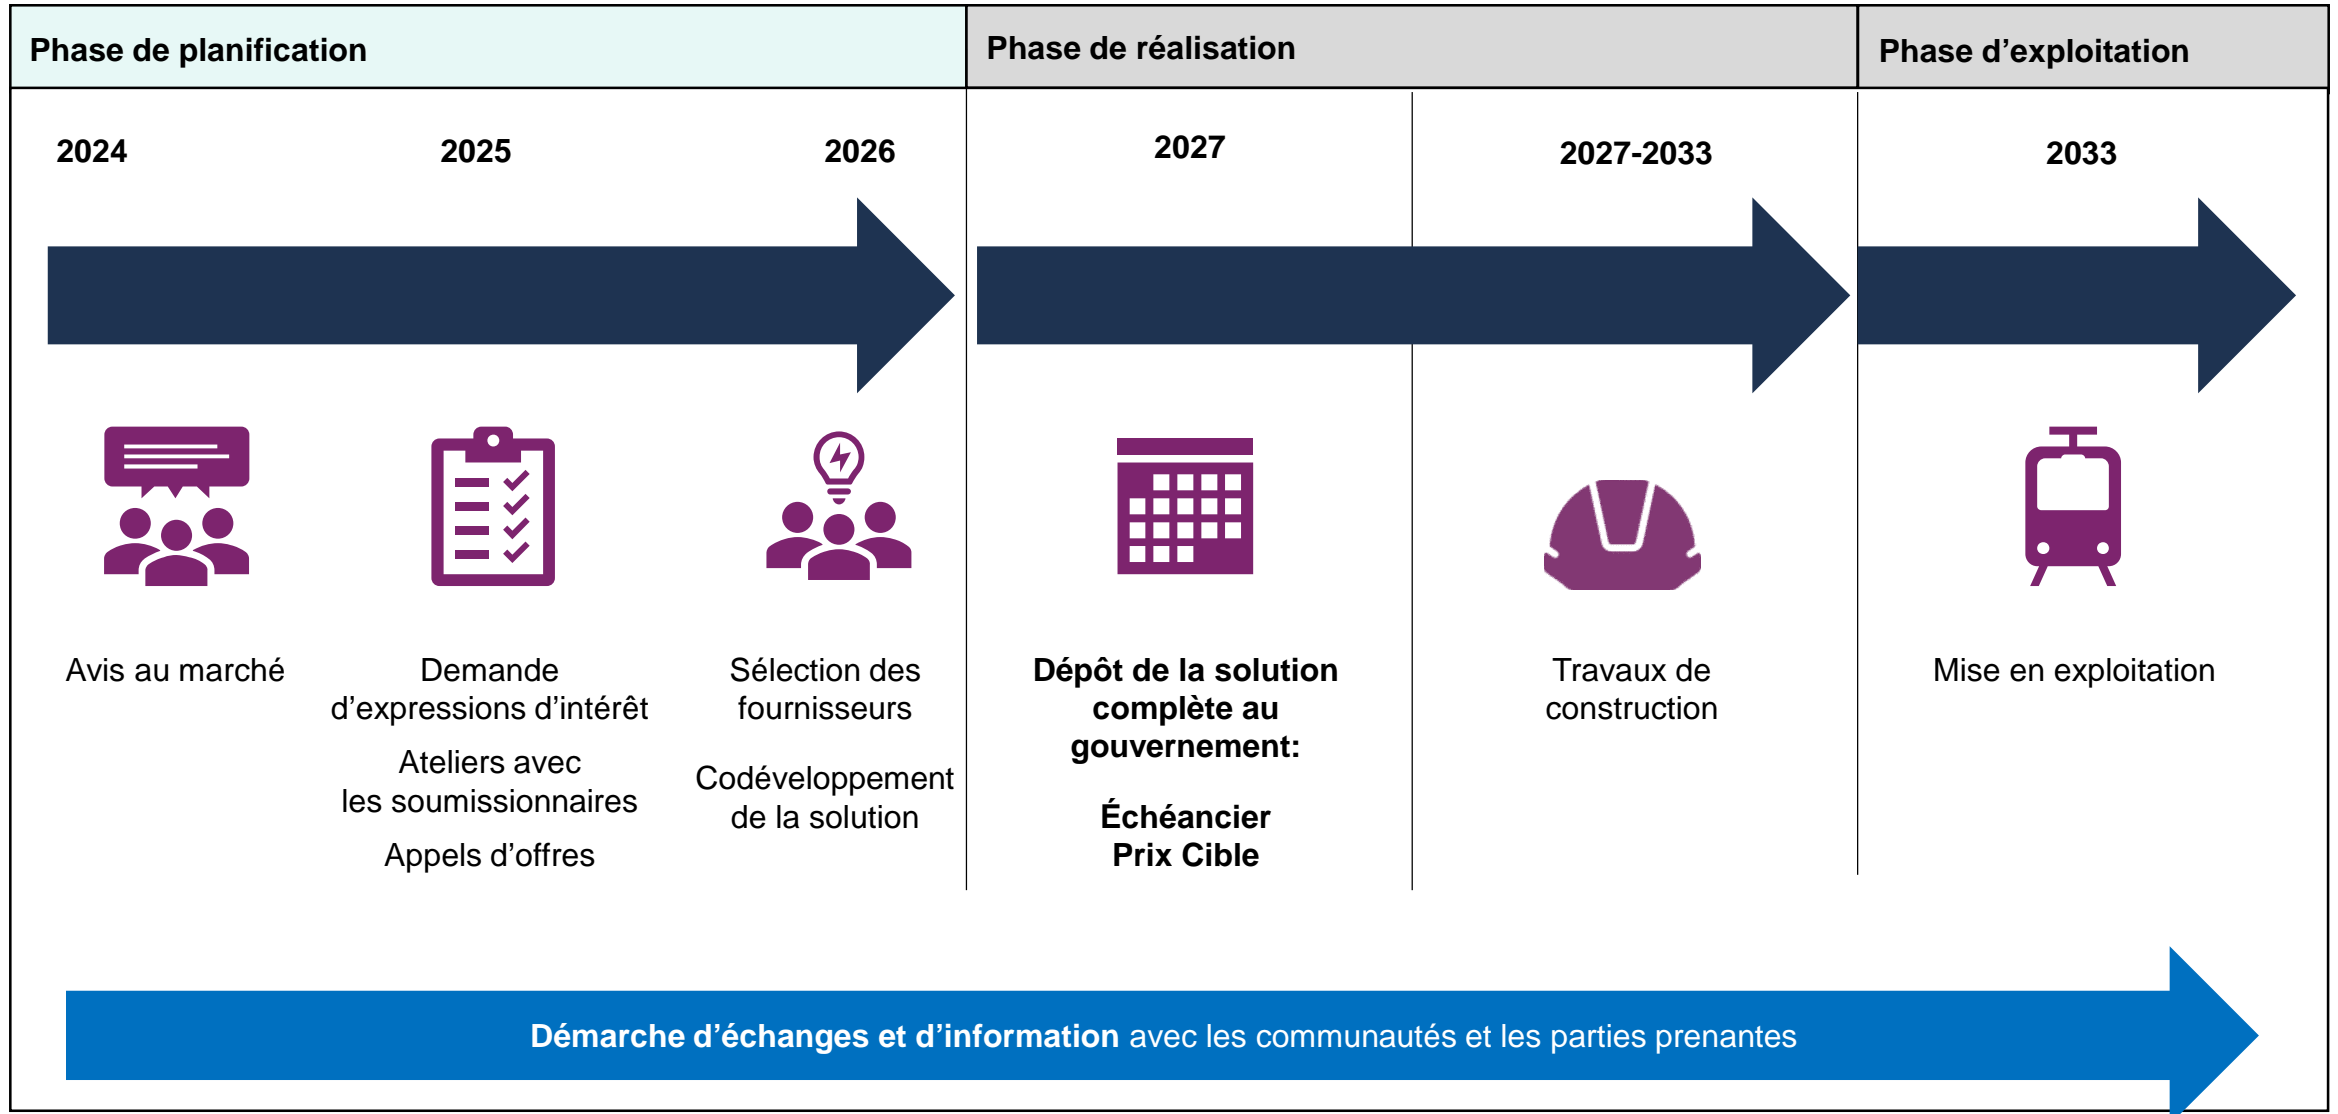 Phase de planification
Phase de réalisation
Phase d’exploitation
2024
2025
2026
2027
2027-2033
2033
Avis au marché
Demande
d’expressions d’intérêt
Ateliers avec
les soumissionnaires
Appels d’offres
Sélection des
fournisseurs
Codéveloppement
de la solution
Dépôt de la solution
complète au
gouvernement:
Échéancier
Prix Cible
Travaux de
construction
Mise en exploitation
Démarche d’échanges et d’information avec les communautés et les parties prenantes